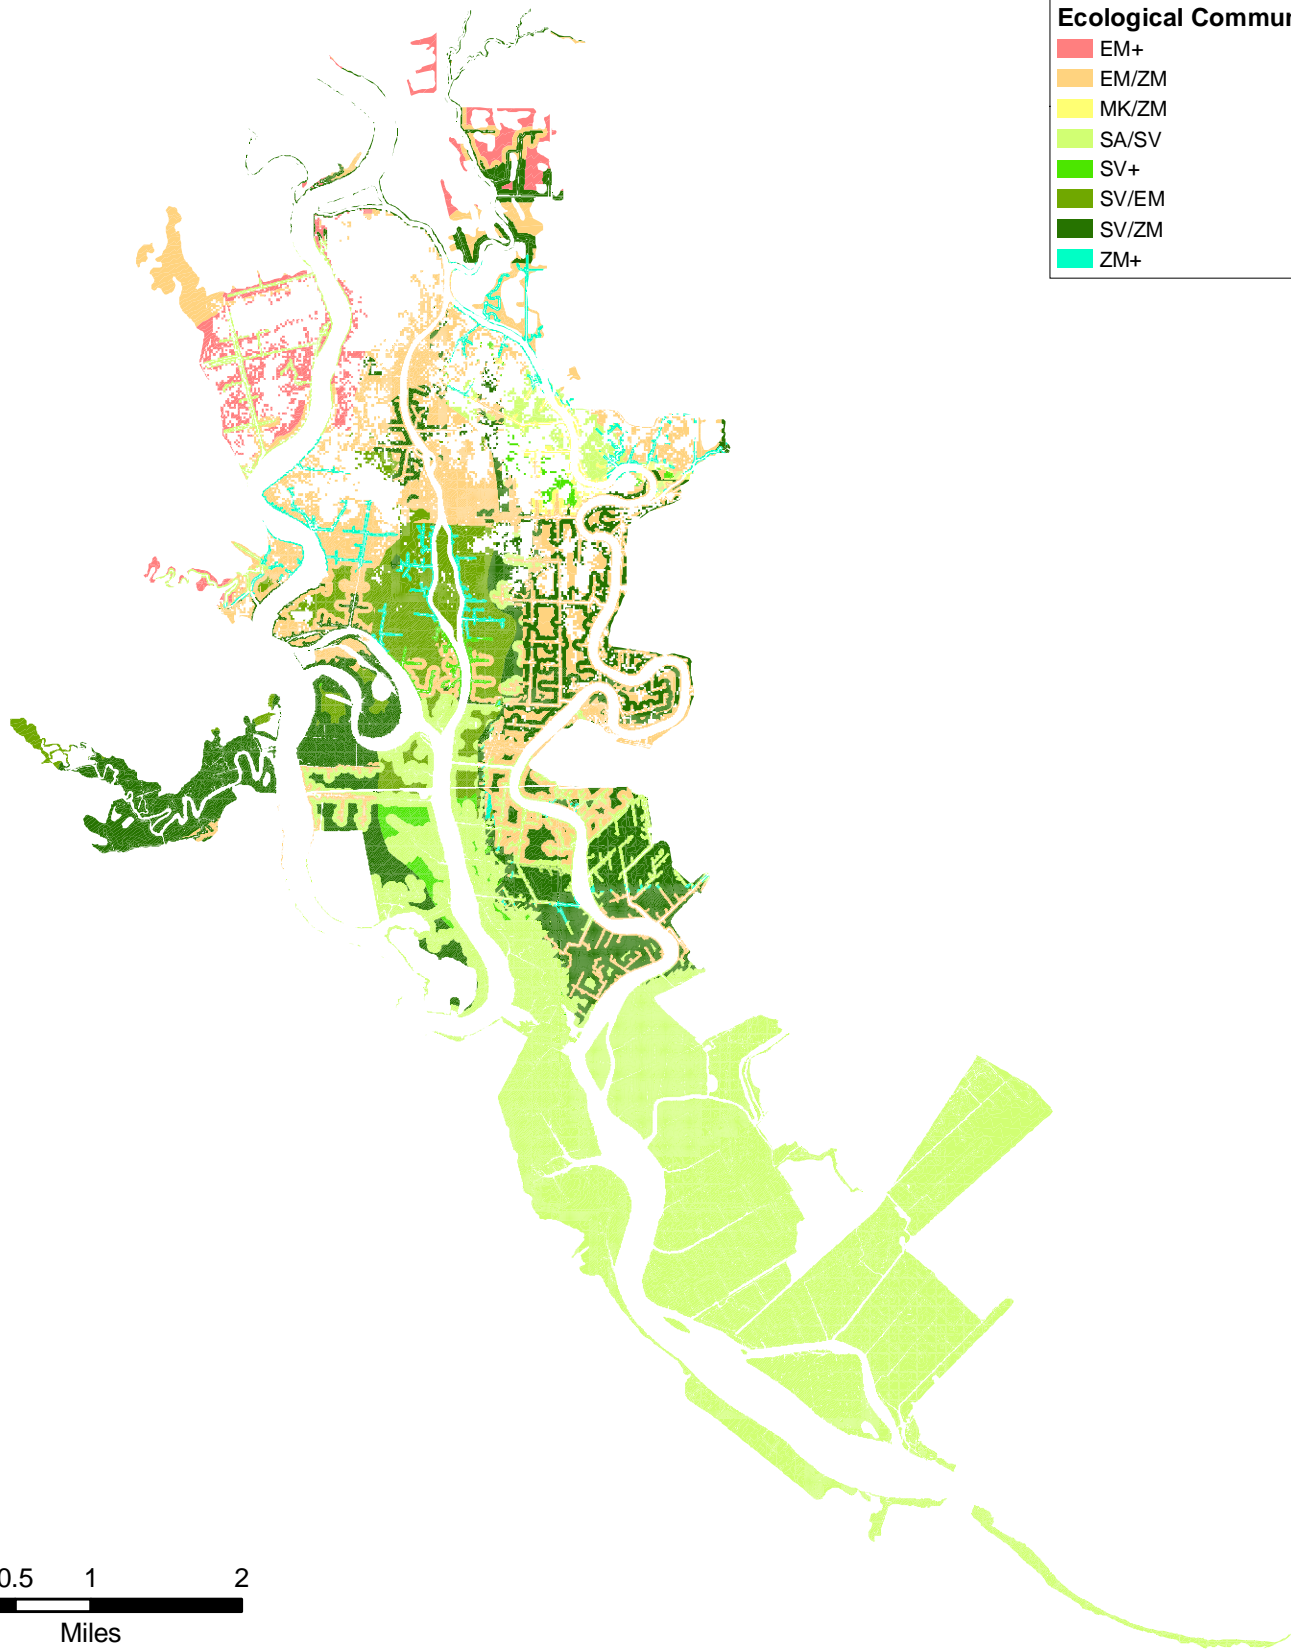 Ecological Commun
EM+
EM/ZM
MK/ZM
SA/SV
SV+
SV/EM
SV/ZM
ZM+
0.5 1 2
Miles